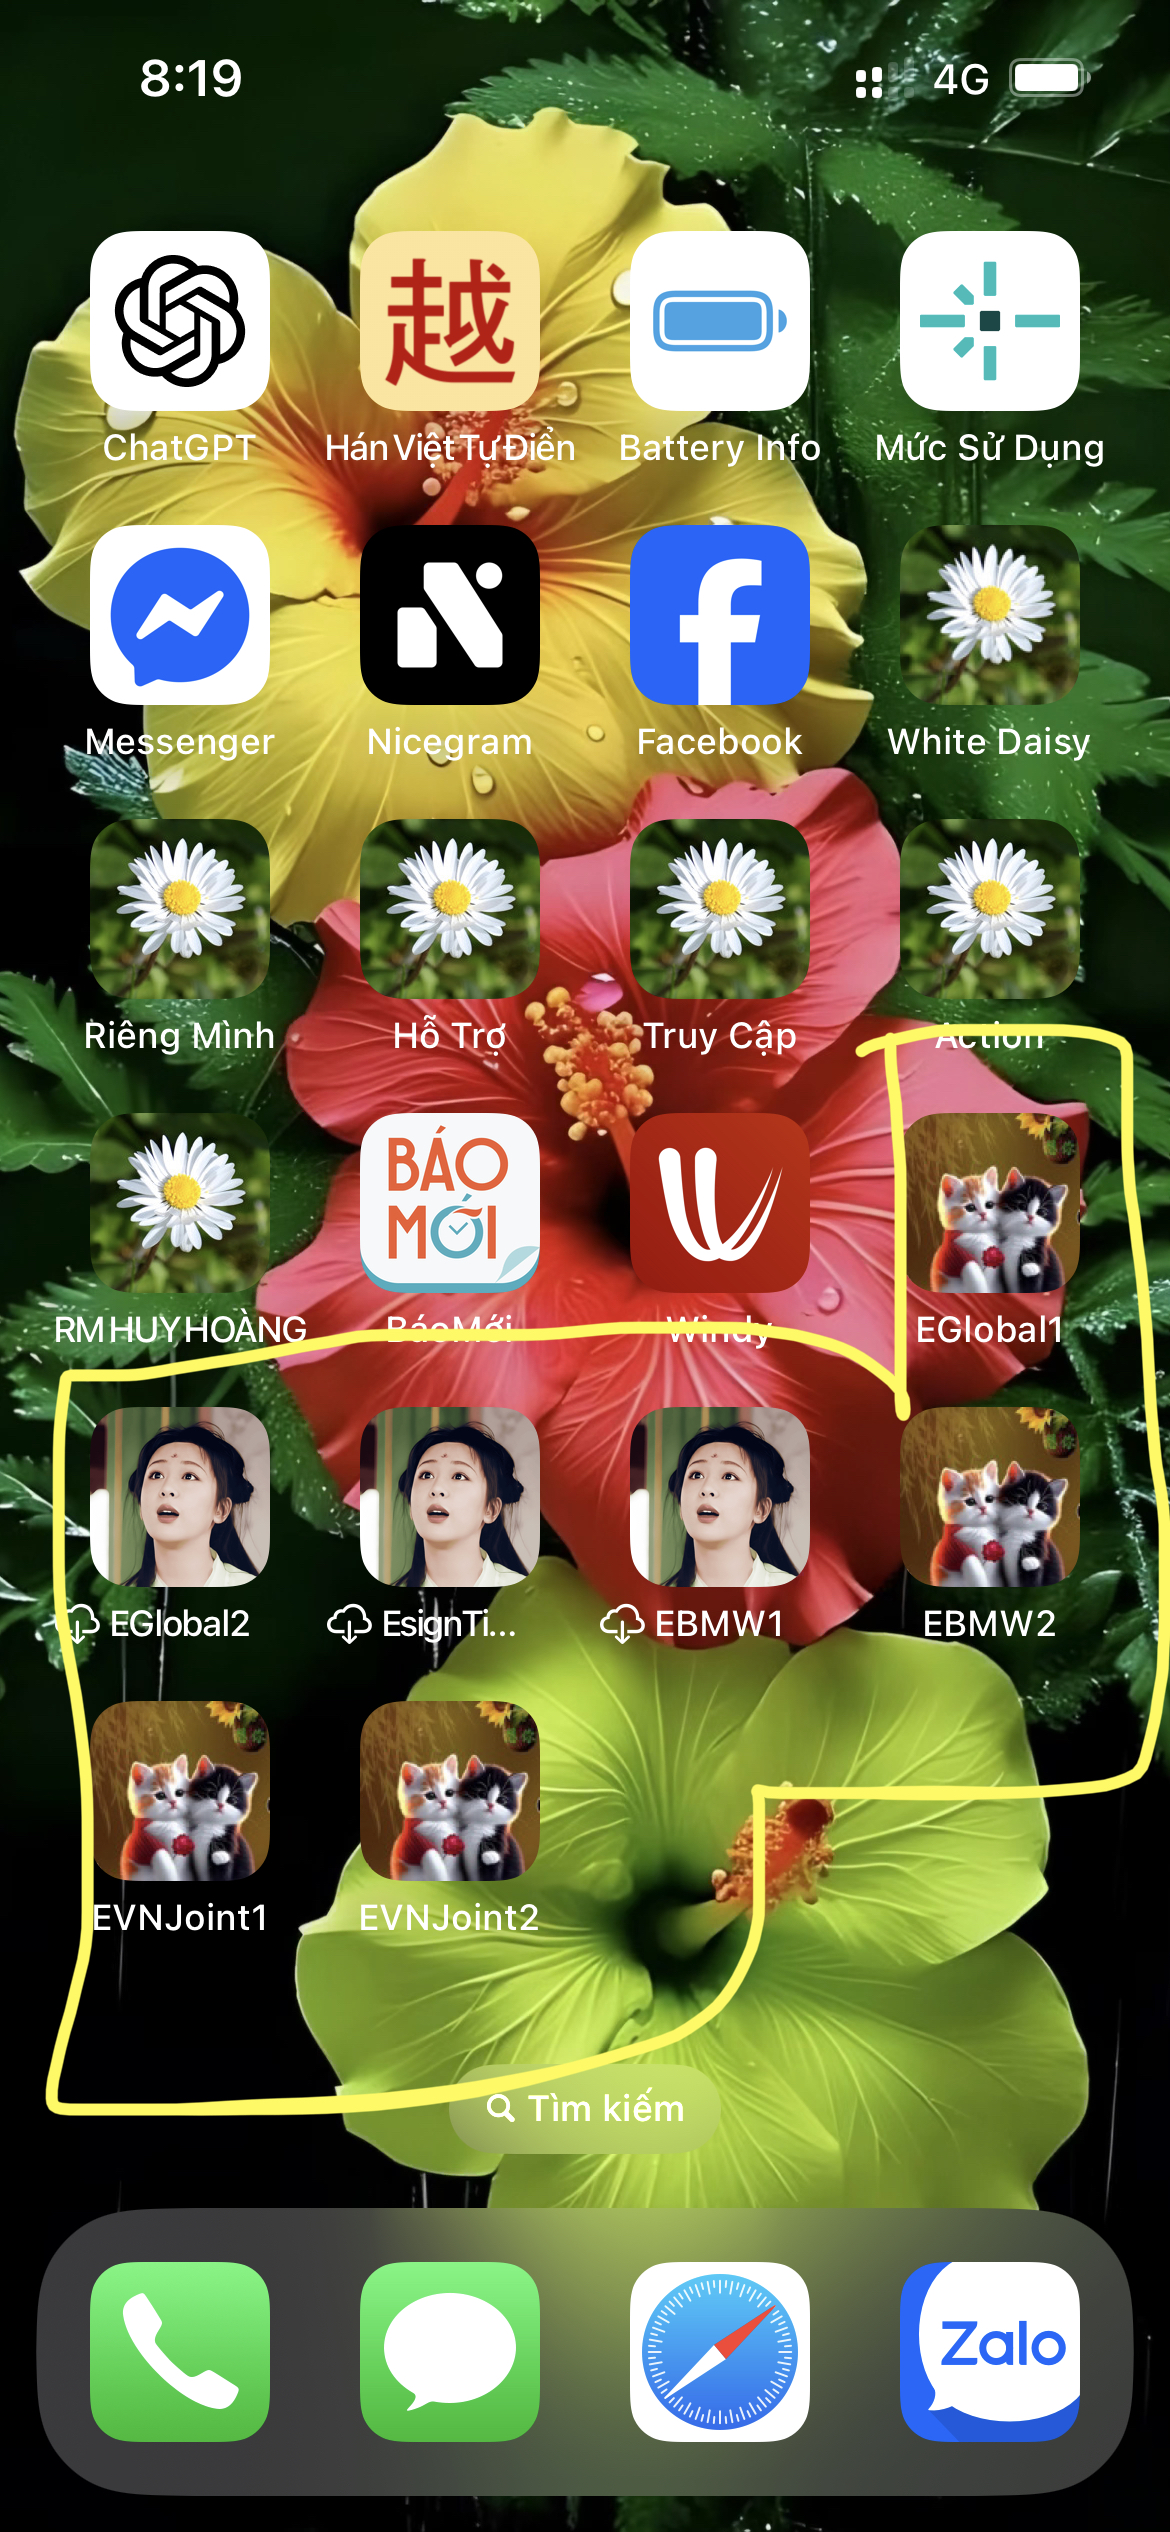 8:19 4G
ChatGPT Hán Việt Tự Điển Battery Info Mức Sử Dụng
越
Messenger Nicegram Facebook White Daisy
Riêng Mình Hỗ Trợ Truy Cập Action
BÁO
MỚI
RM HUY HOÀNG BáoMới Windy EGlobal1
EGlobal2 EsignTi... EBMW1 EBMW2
EVNJoint1 EVNJoint2
Tìm kiếm
Zalo